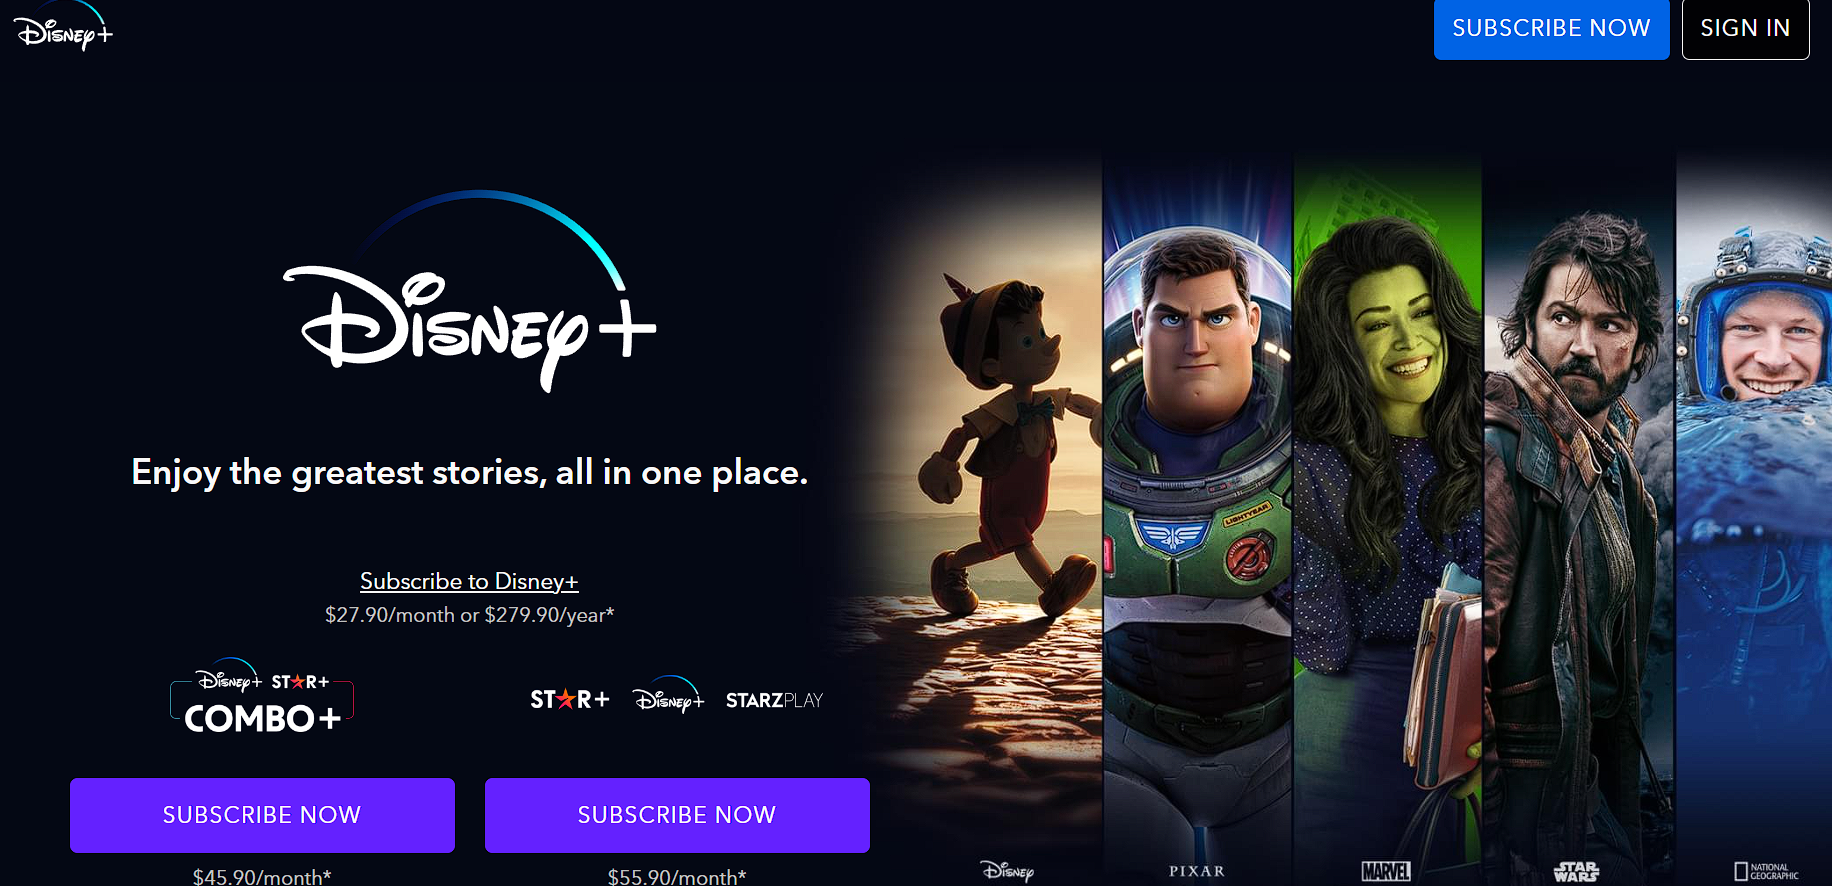 Disney+
SUBSCRIBE NOW
SIGN IN
Disney+
Enjoy the greatest stories, all in one place.
Subscribe to Disney+
$27.90/month or $279.90/year*
Disney+ STAR+
COMBO+
STAR+ Disney+ STARZPLAY
SUBSCRIBE NOW
SUBSCRIBE NOW
$45.90/month*
$55.90/month*
LIGHTYEAR
Disney
PIXAR
MARVEL
STAR
WARS
NATIONAL
GEOGRAPHIC